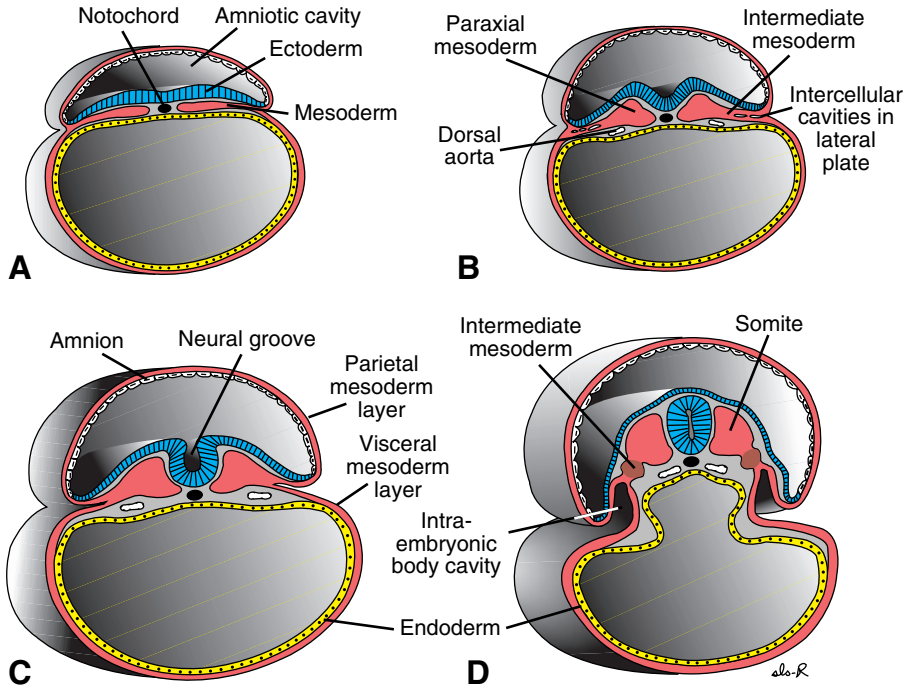 Notochord
Amniotic cavity
Ectoderm
Mesoderm
A
Paraxial
mesoderm
Intermediate
mesoderm
Intercellular
cavities in
lateral
plate
Dorsal
aorta
B
Amnion
Neural groove
Parietal
mesoderm
layer
Visceral
mesoderm
layer
C
Intermediate
mesoderm
Somite
Intra-
embryonic
body cavity
Endoderm
D
sls-R